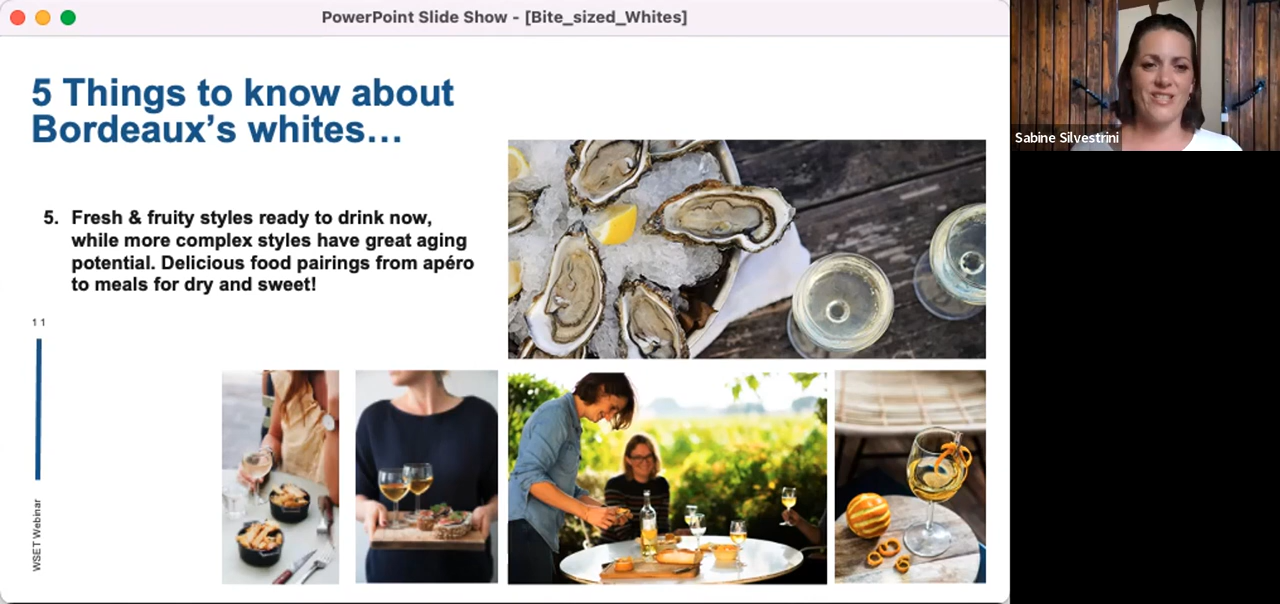 PowerPoint Slide Show - [Bite_sized_Whites]
5 Things to know about
Bordeaux’s whites…
5. Fresh & fruity styles ready to drink now,
while more complex styles have great aging
potential. Delicious food pairings from apéro
to meals for dry and sweet!
11
WSET Webinar
Sabine Silvestrini